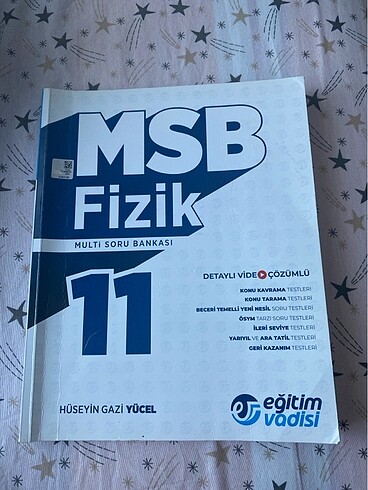 MSB
Fizik
MULTİ SORU BANKASI
11
DETAYLI VİDEO ÇÖZÜMLÜ
KONU KAVRAMA TESTLERİ
KONU TARAMA TESTLERİ
BECERİ TEMELLİ YENİ NESİL SORU TESTLERİ
ÖSYM TARZI SORU TESTLERİ
İLERİ SEVİYE TESTLERİ
YARIYIL VE ARA TATİL TESTLERİ
GERİ KAZANIM TESTLERİ
HÜSEYİN GAZİ YÜCEL
eğitim
vadisi